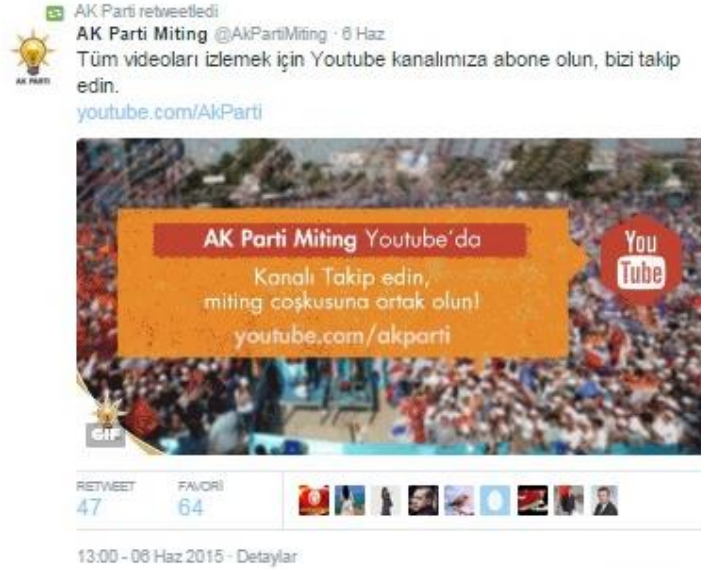 AK Parti retweetledi
AK Parti Miting @AkPartiMiting · 6 Haz
Tüm videoları izlemek için Youtube kanalımıza abone olun, bizi takip
edin.
youtube.com/AkParti
AK PARTİ
AK Parti Miting Youtube'da
Kanalı Takip edin,
miting coşkusuna ortak olun!
youtube.com/akparti
You
Tube
GIF
RETWEET FAVORİ
47 64
13:00 - 06 Haz 2015 · Detaylar